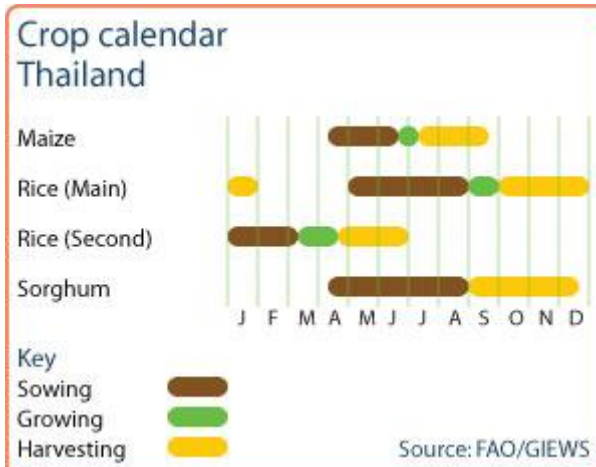 Crop calendar
Thailand
Maize
Rice (Main)
Rice (Second)
Sorghum
J F M A M J J A S O N D
Key
Sowing
Growing
Harvesting
Source: FAO/GIEWS